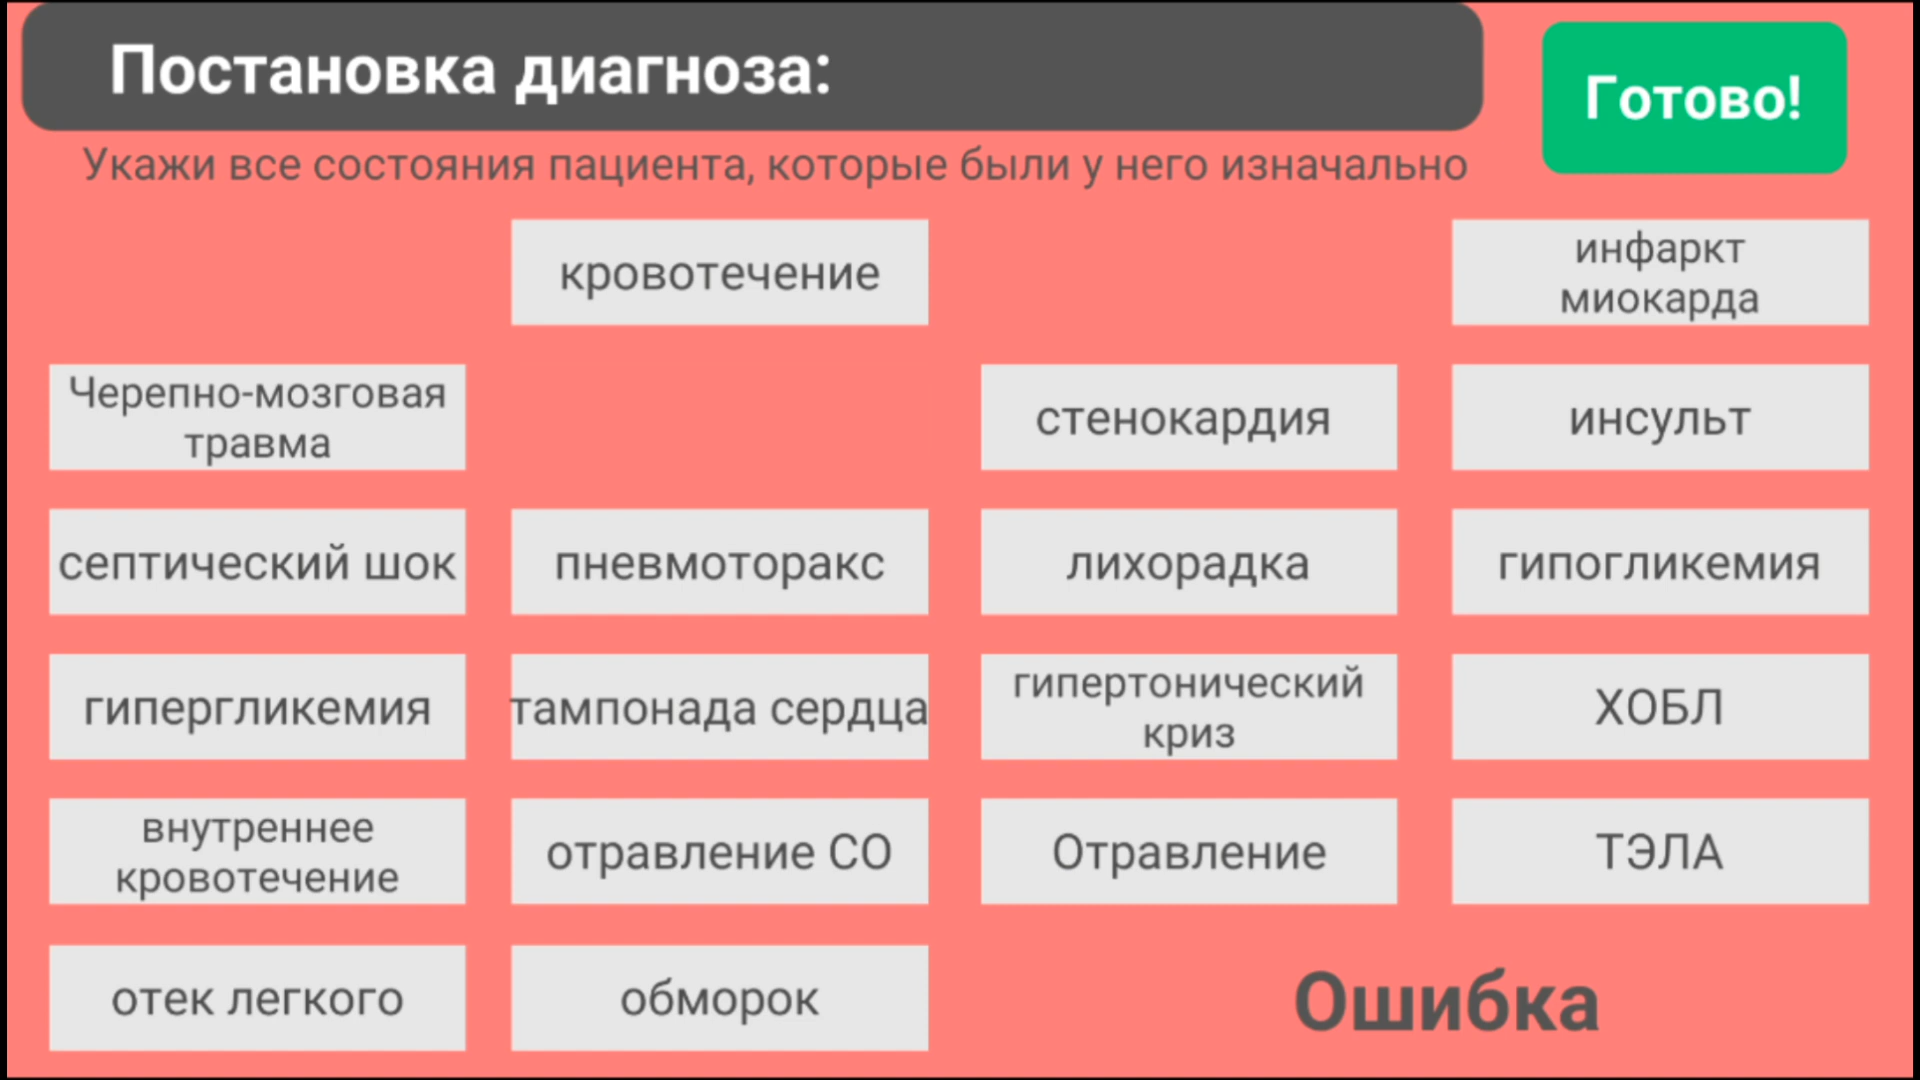 Постановка диагноза:
Готово!
Укажи все состояния пациента, которые были у него изначально
кровотечение
инфаркт
миокарда
Черепно-мозговая
травма
стенокардия
инсульт
септический шок
пневмоторакс
лихорадка
гипогликемия
гипергликемия
тампонада сердца
гипертонический
криз
ХОБЛ
внутреннее
кровотечение
отравление СО
Отравление
ТЭЛА
отек легкого
обморок
Ошибка